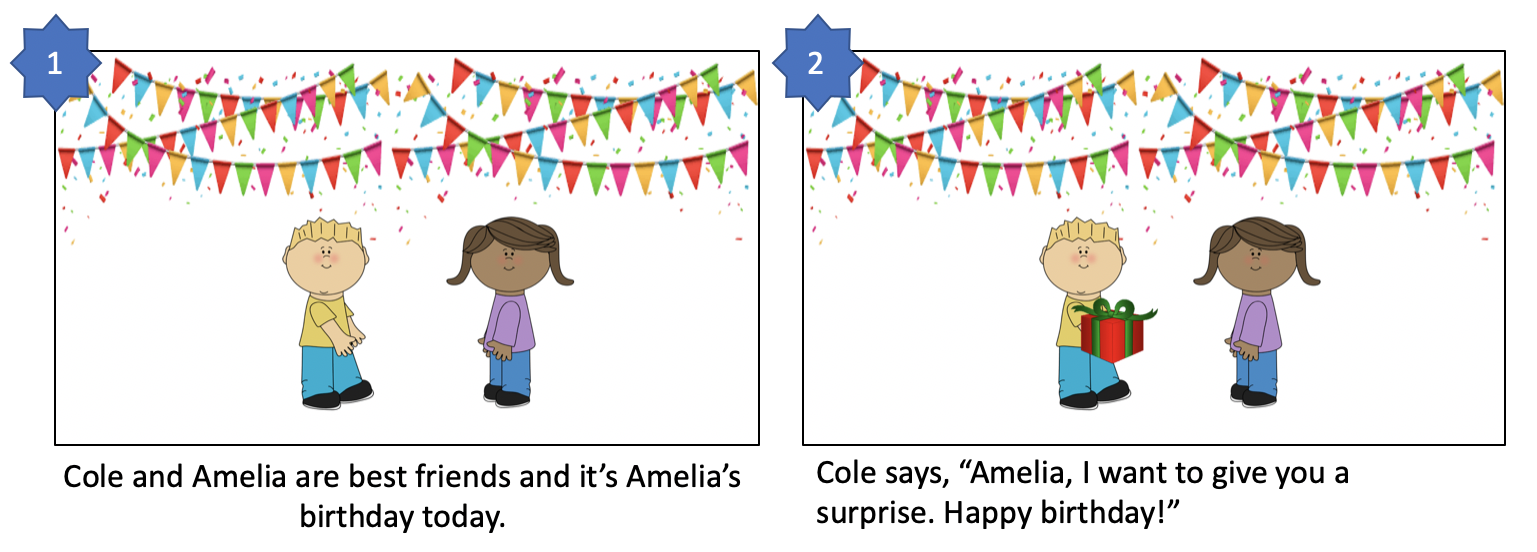 1
Cole and Amelia are best friends and it’s Amelia’s
birthday today.
2
Cole says, “Amelia, I want to give you a
surprise. Happy birthday!”